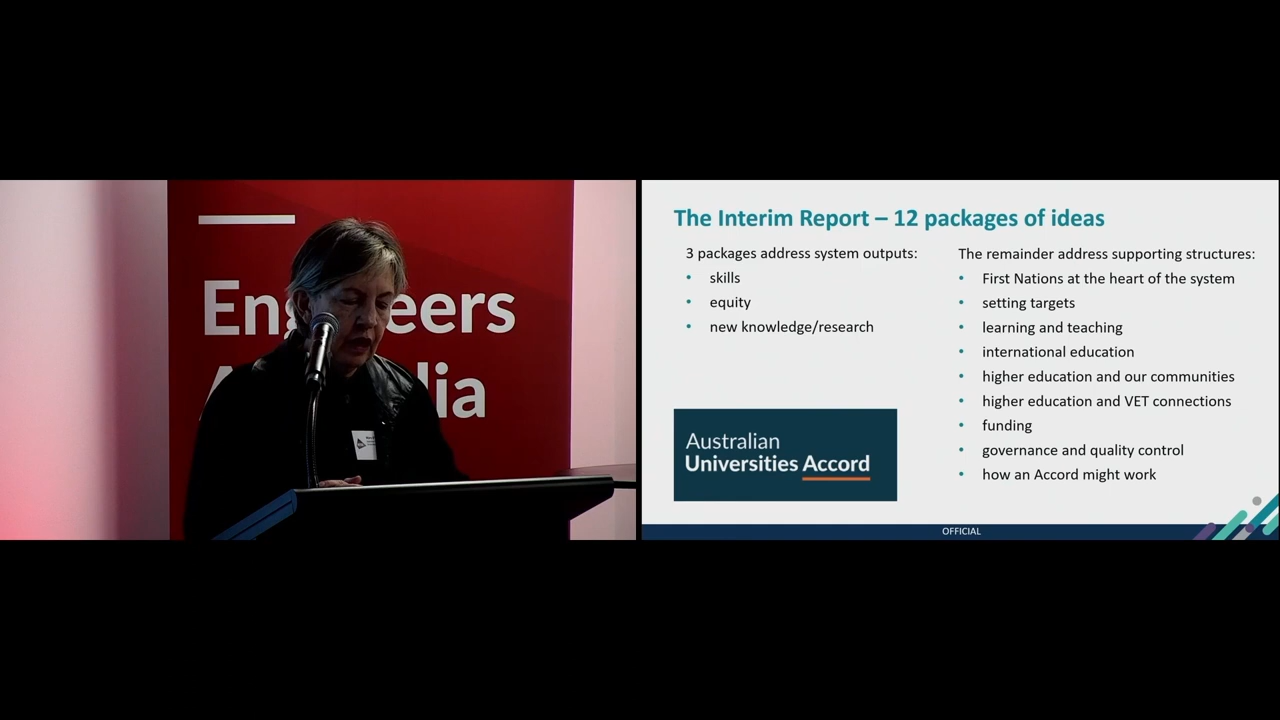 Engineers
Australia
The Interim Report – 12 packages of ideas
3 packages address system outputs:
• skills
• equity
• new knowledge/research
The remainder address supporting structures:
• First Nations at the heart of the system
• setting targets
• learning and teaching
• international education
• higher education and our communities
• higher education and VET connections
• funding
• governance and quality control
• how an Accord might work
Australian
Universities Accord
OFFICIAL